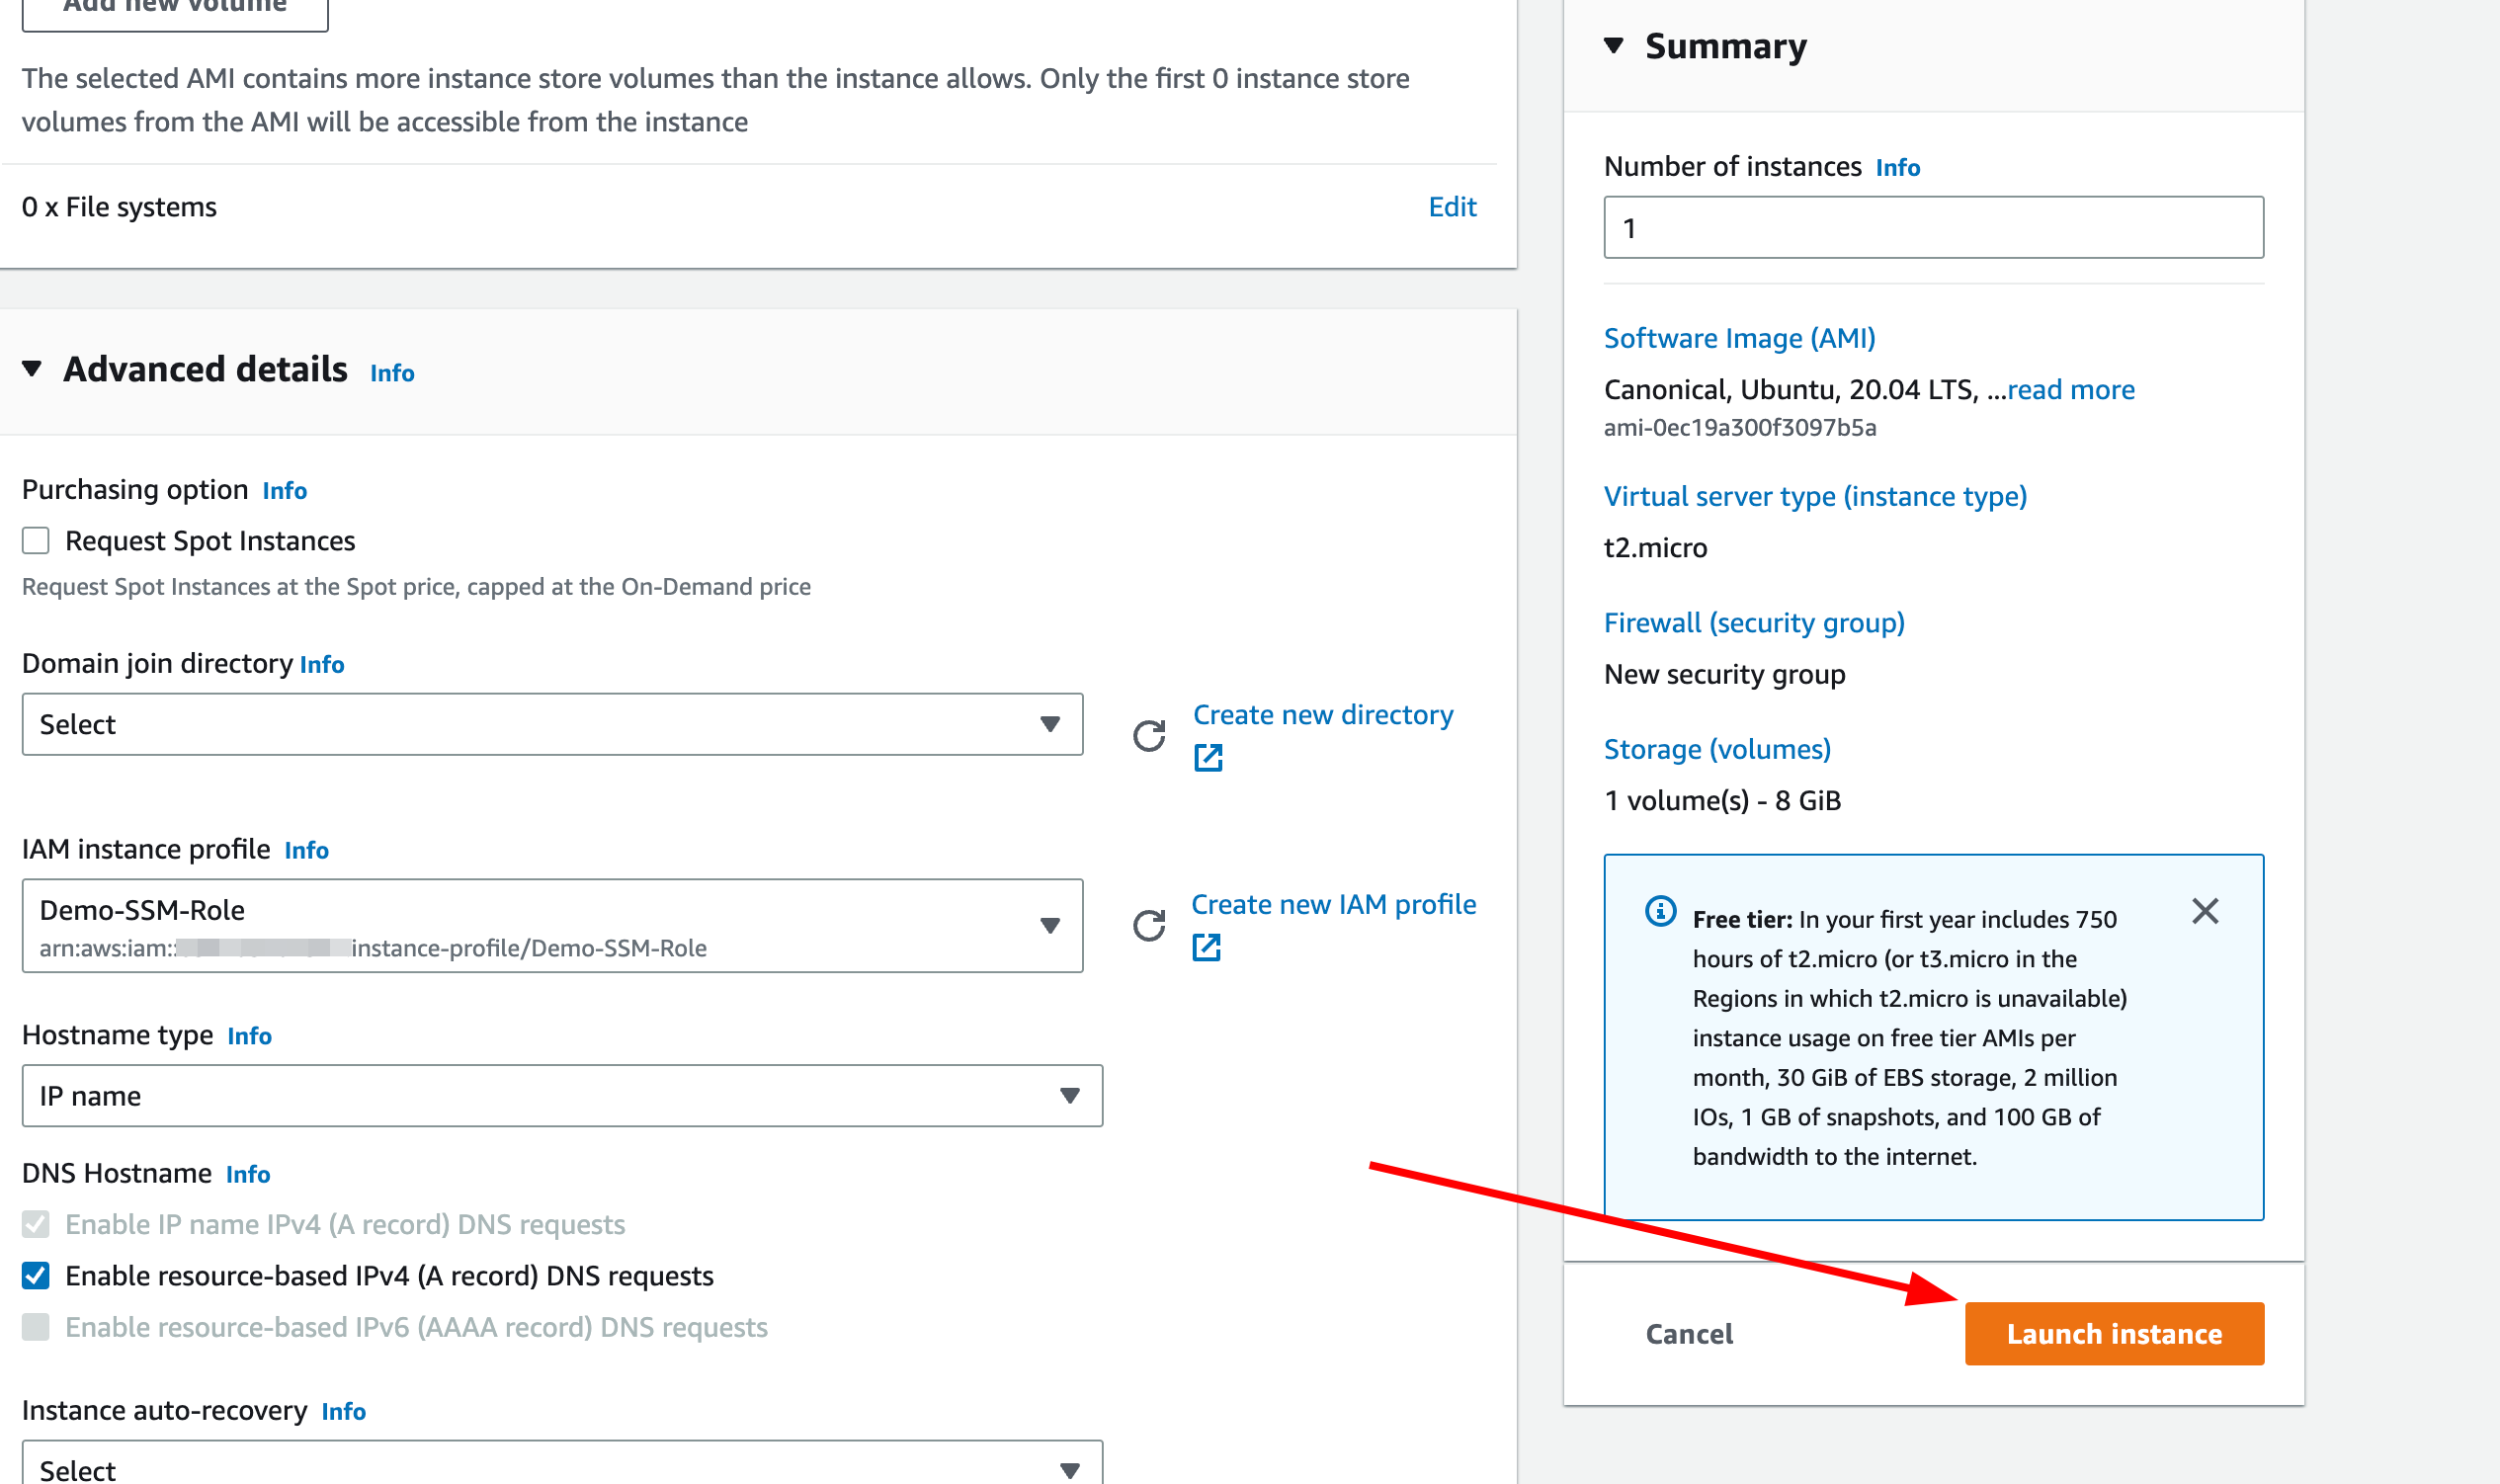 Add new volume
The selected AMI contains more instance store volumes than the instance allows. Only the first 0 instance store
volumes from the AMI will be accessible from the instance
0 x File systems
Edit
Advanced details Info
Purchasing option Info
Request Spot Instances
Request Spot Instances at the Spot price, capped at the On-Demand price
Domain join directory Info
Select
Create new directory
IAM instance profile Info
Demo-SSM-Role
arn:aws:iam:: instance-profile/Demo-SSM-Role
Create new IAM profile
Hostname type Info
IP name
DNS Hostname Info
Enable IP name IPv4 (A record) DNS requests
Enable resource-based IPv4 (A record) DNS requests
Enable resource-based IPv6 (AAAA record) DNS requests
Instance auto-recovery Info
Select
Summary
Number of instances Info
1
Software Image (AMI)
Canonical, Ubuntu, 20.04 LTS, ...read more
ami-0ec19a300f3097b5a
Virtual server type (instance type)
t2.micro
Firewall (security group)
New security group
Storage (volumes)
1 volume(s) - 8 GiB
Free tier: In your first year includes 750
hours of t2.micro (or t3.micro in the
Regions in which t2.micro is unavailable)
instance usage on free tier AMIs per
month, 30 GiB of EBS storage, 2 million
IOs, 1 GB of snapshots, and 100 GB of
bandwidth to the internet.
Cancel
Launch instance